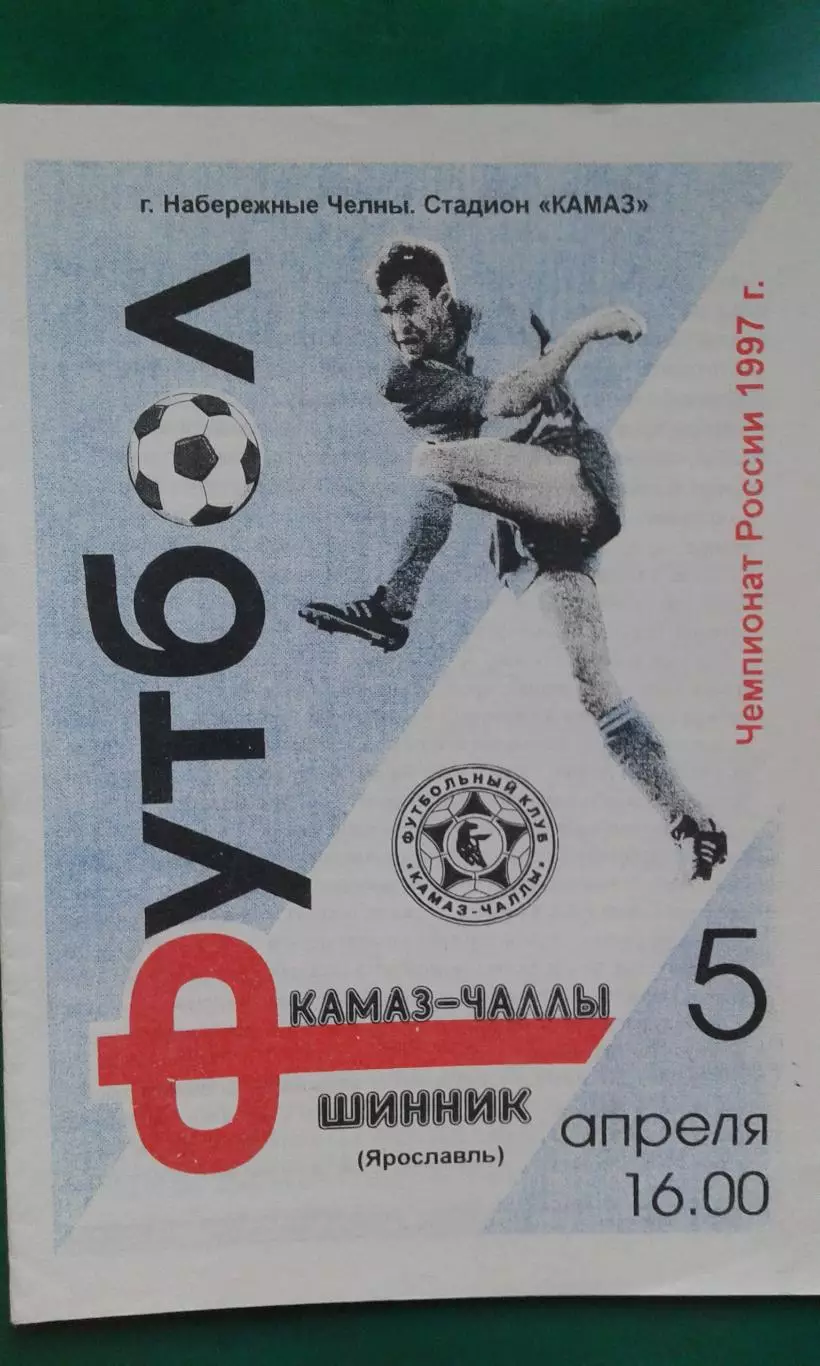 г. Набережные Челны. Стадион «КАМАЗ»
Футбол
Чемпионат России 1997 г.
ФУТБОЛЬНЫЙ КЛУБ
"КАМАЗ-ЧАЛЛЫ"
КАМАЗ-ЧАЛЛЫ
ШИННИК
(Ярославль)
5
апреля
16.00